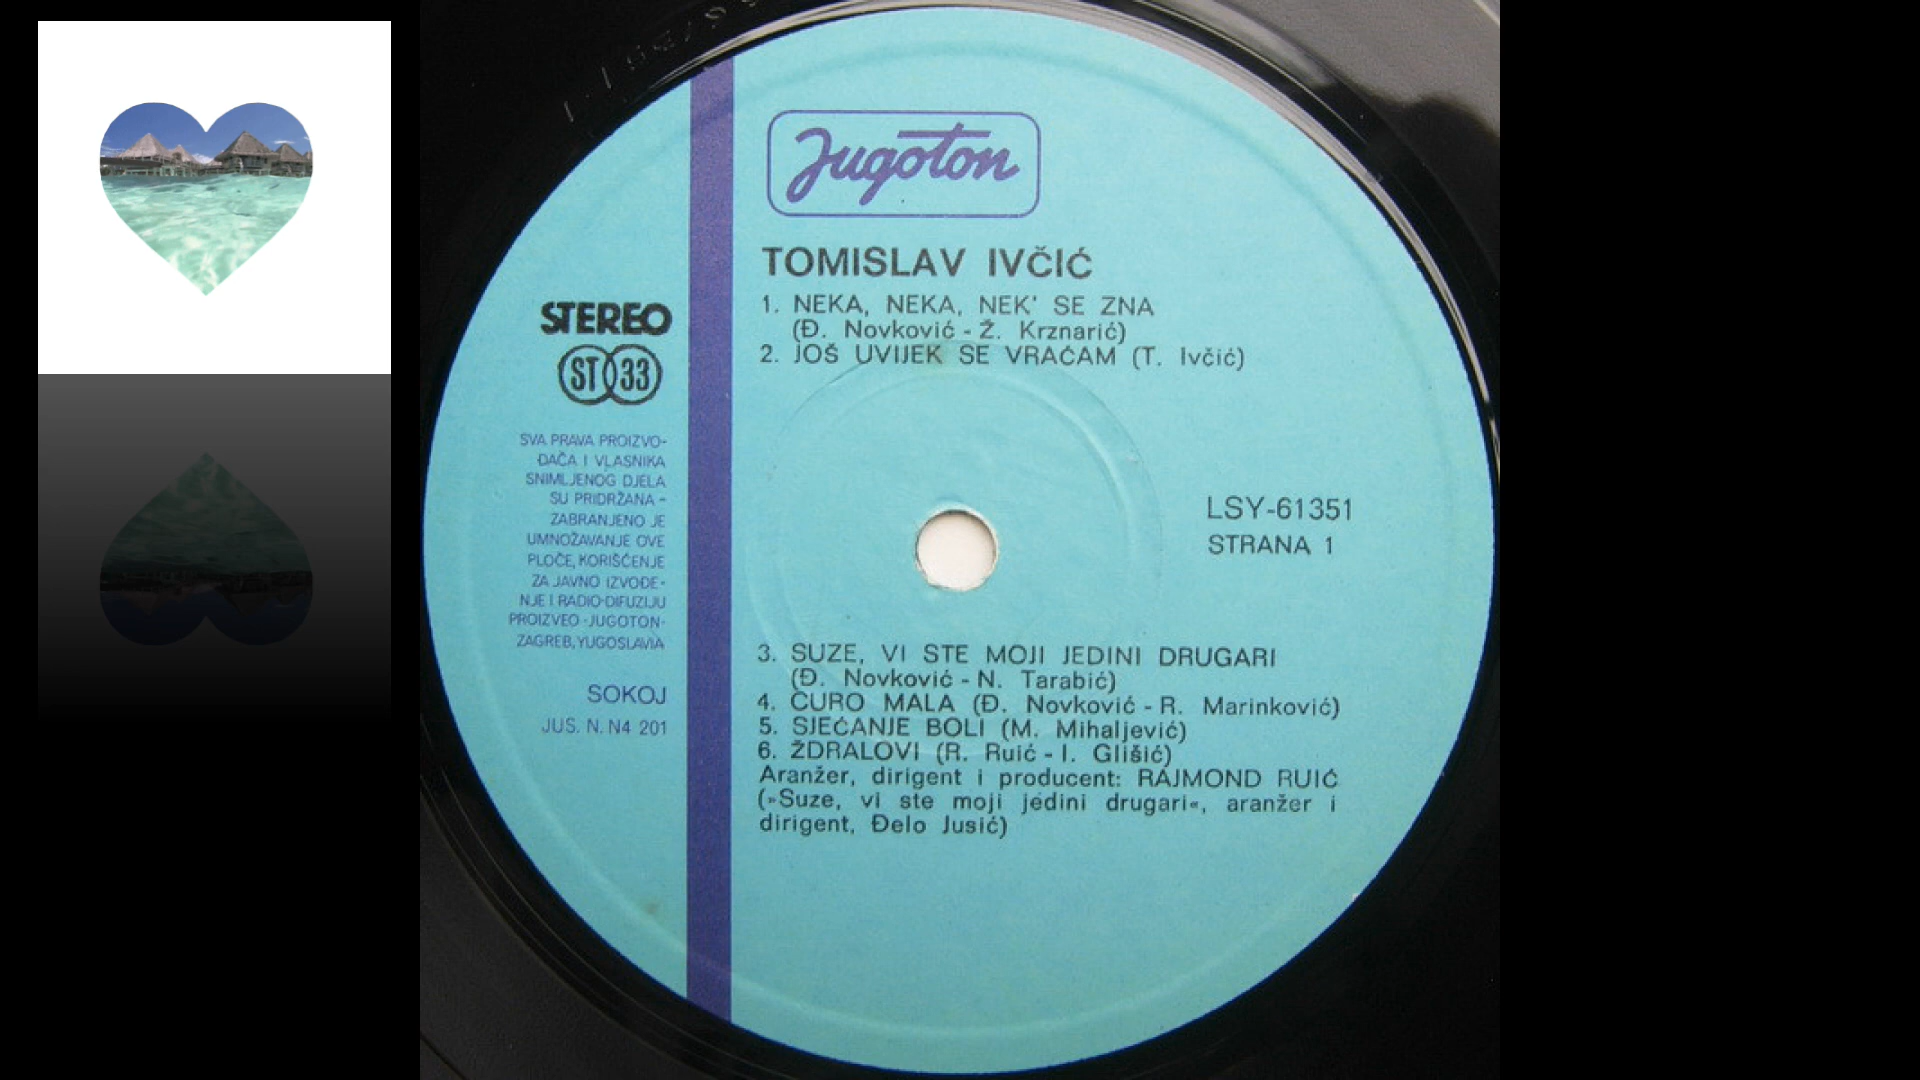 Jugoton
TOMISLAV IVČIĆ
1. NEKA, NEKA, NEK' SE ZNA
(Đ. Novković - Ž. Krznarić)
2. JOŠ UVIJEK SE VRAĆAM (T. Ivčić)
STEREO
ST 33
SVA PRAVA PROIZVO-
ĐAČA I VLASNIKA
SNIMLJENOG DJELA
SU PRIDRŽANA -
ZABRANJENO JE
UMNOŽAVANJE OVE
PLOČE, KORIŠĆENJE
ZA JAVNO IZVOĐE-
NJE I RADIO-DIFUZIJU
PROIZVEO -JUGOTON-
ZAGREB, YUGOSLAVIA
SOKOJ
JUS. N. N4 201
LSY-61351
STRANA 1
3. SUZE, VI STE MOJI JEDINI DRUGARI
(Đ. Novković - N. Tarabić)
4. CURO MALA (Đ. Novković - R. Marinković)
5. SJEĆANJE BOLI (M. Mihaljević)
6. ŽDRALOVI (R. Ruić - I. Glišić)
Aranžer, dirigent i producent: RAJMOND RUIĆ
(»Suze, vi ste moji jedini drugari«, aranžer i
dirigent, Đelo Jusić)